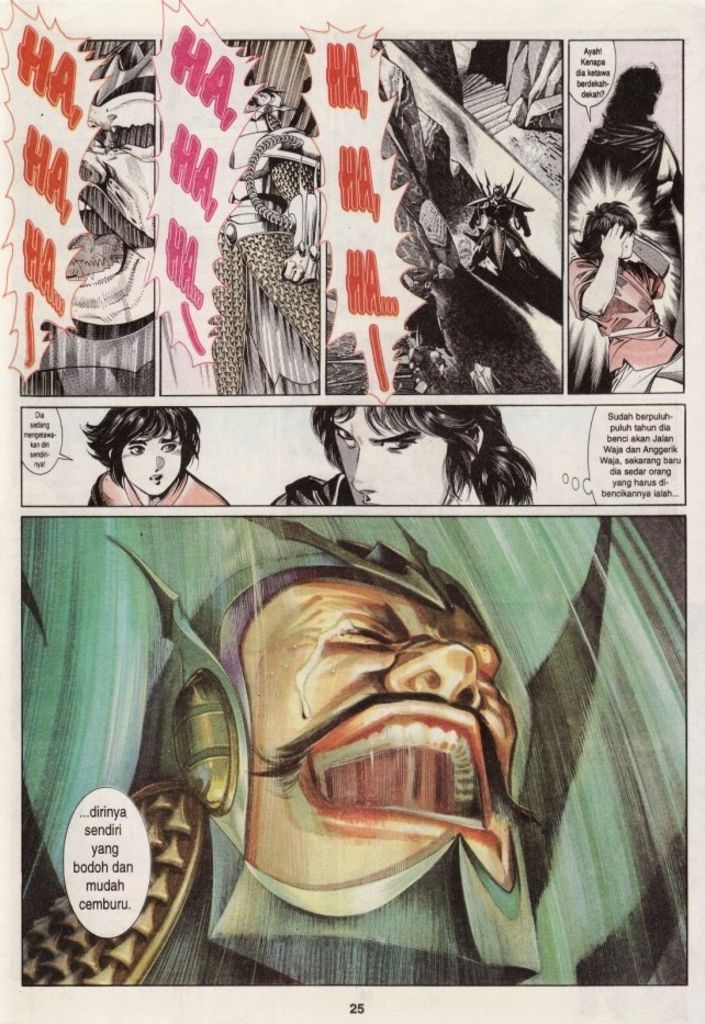 HA,
HA,
HA...
—
HA,
HA,
HA...
—
HA,
HA,
HA...
—
Ayah!
Kenapa
dia ketawa
berdekah-
dekah?
Dia
sedang
mengetawa-
kan diri
sendiri-
nya!
Sudah berpuluh-
puluh tahun dia
benci akan Jalan
Waja dan Anggerik
Waja, sekarang baru
dia sedar orang
yang harus di-
bencikannya ialah...
...dirinya
sendiri
yang
bodoh dan
mudah
cemburu.
25